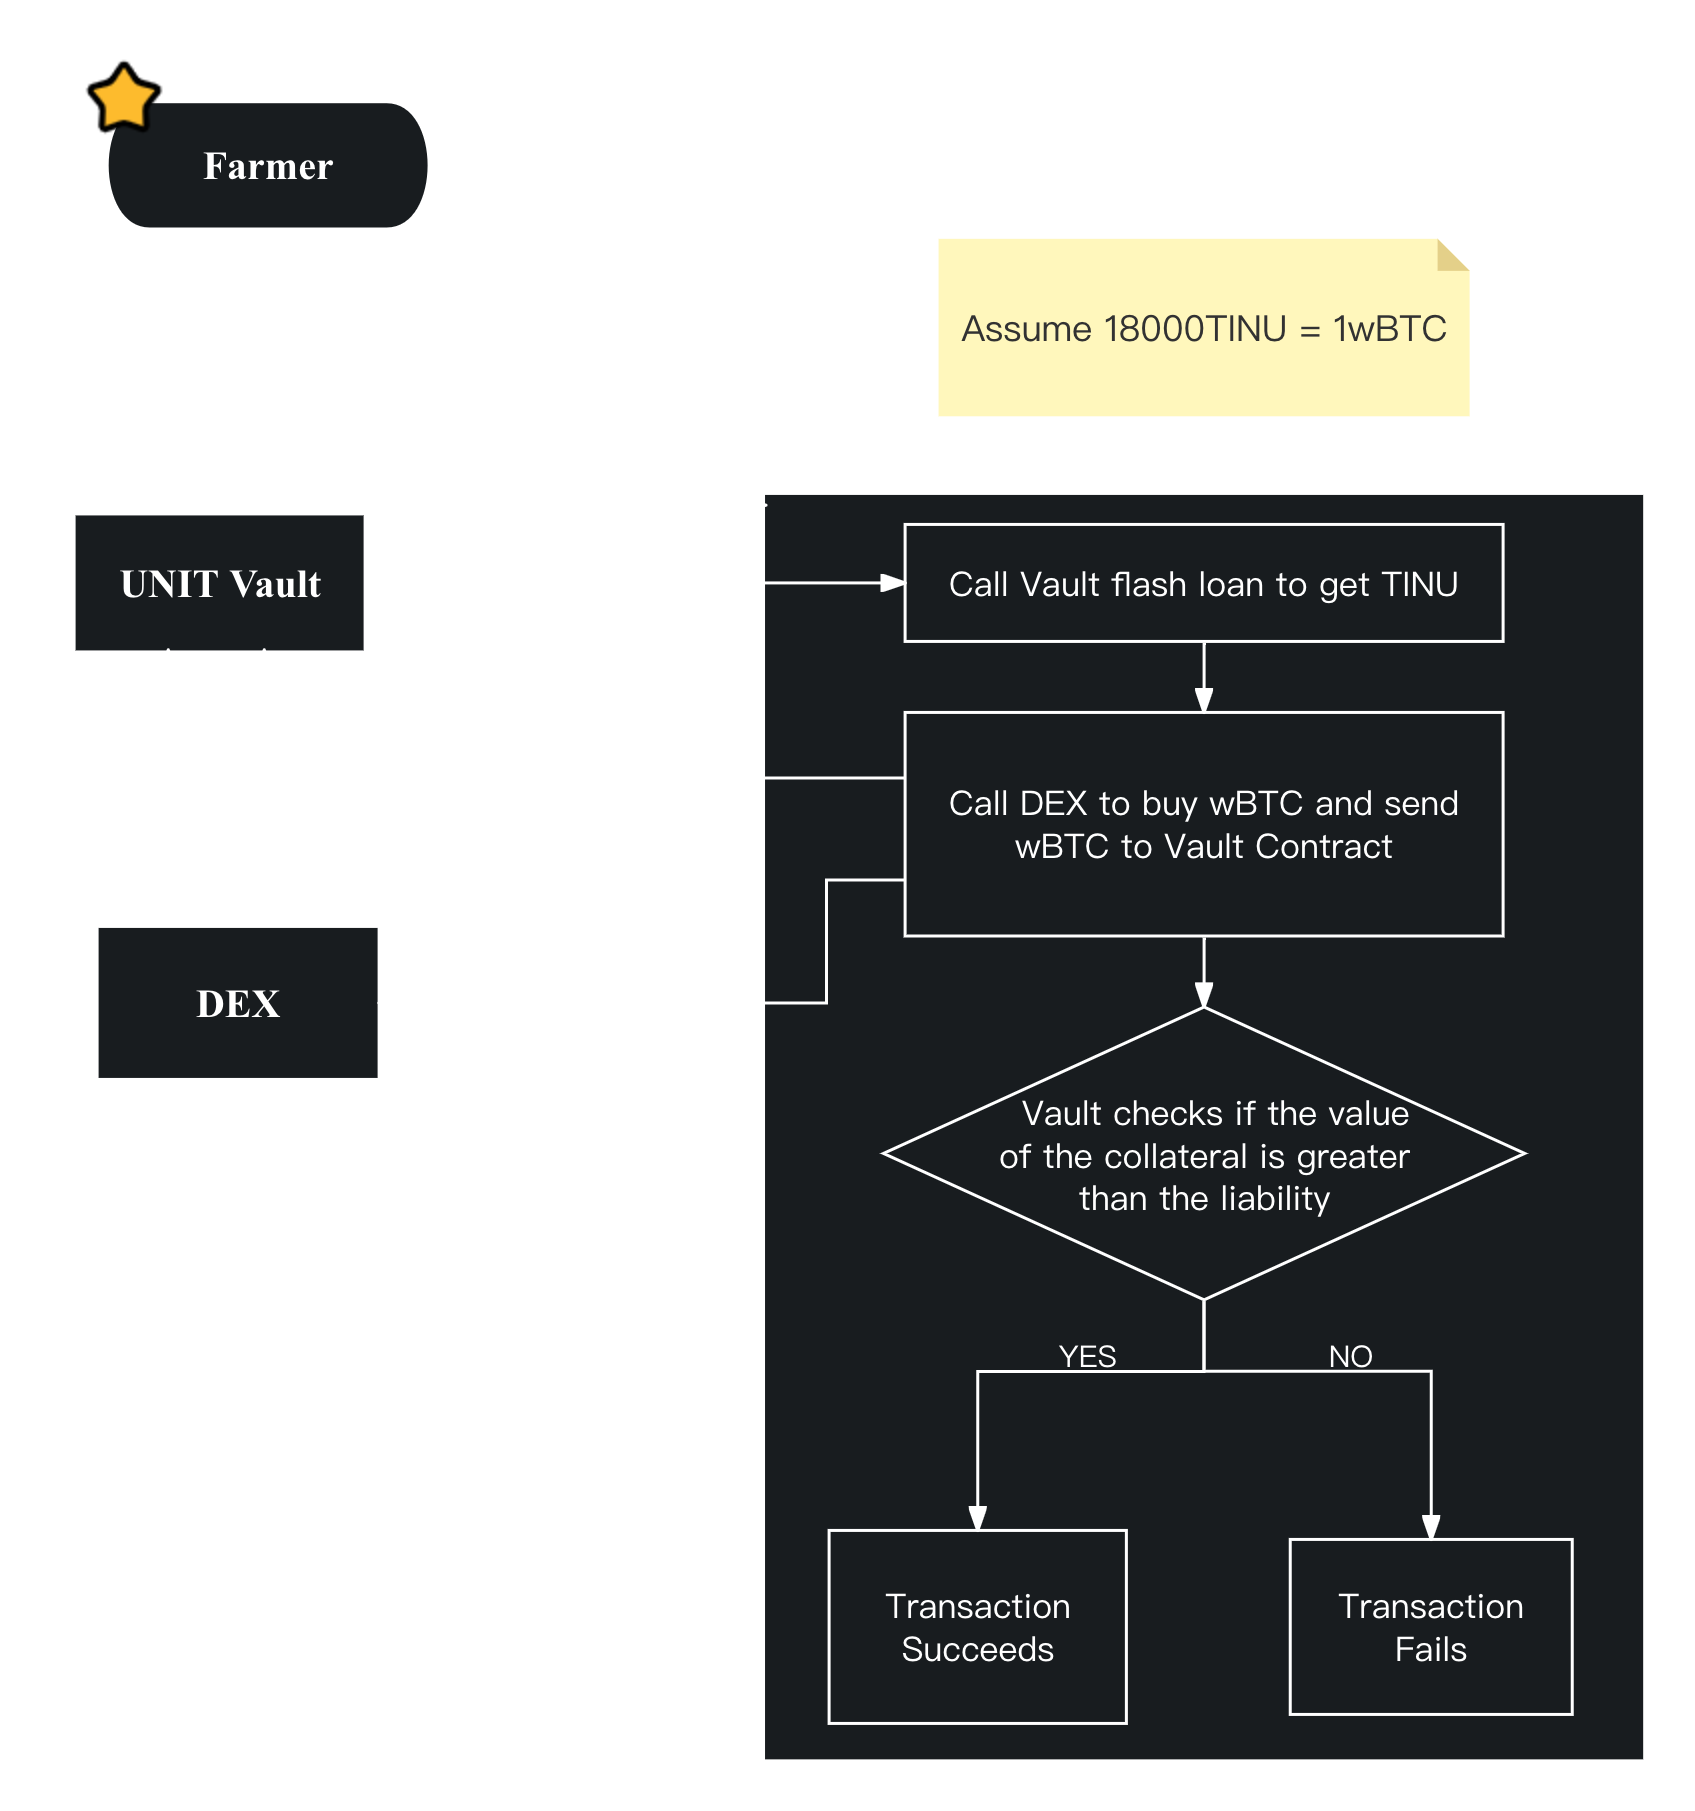 Farmer
Assume 18000TINU = 1wBTC
UNIT Vault
Call Vault flash loan to get TINU
Call DEX to buy wBTC and send
wBTC to Vault Contract
DEX
Vault checks if the value
of the collateral is greater
than the liability
YES
NO
Transaction
Succeeds
Transaction
Fails